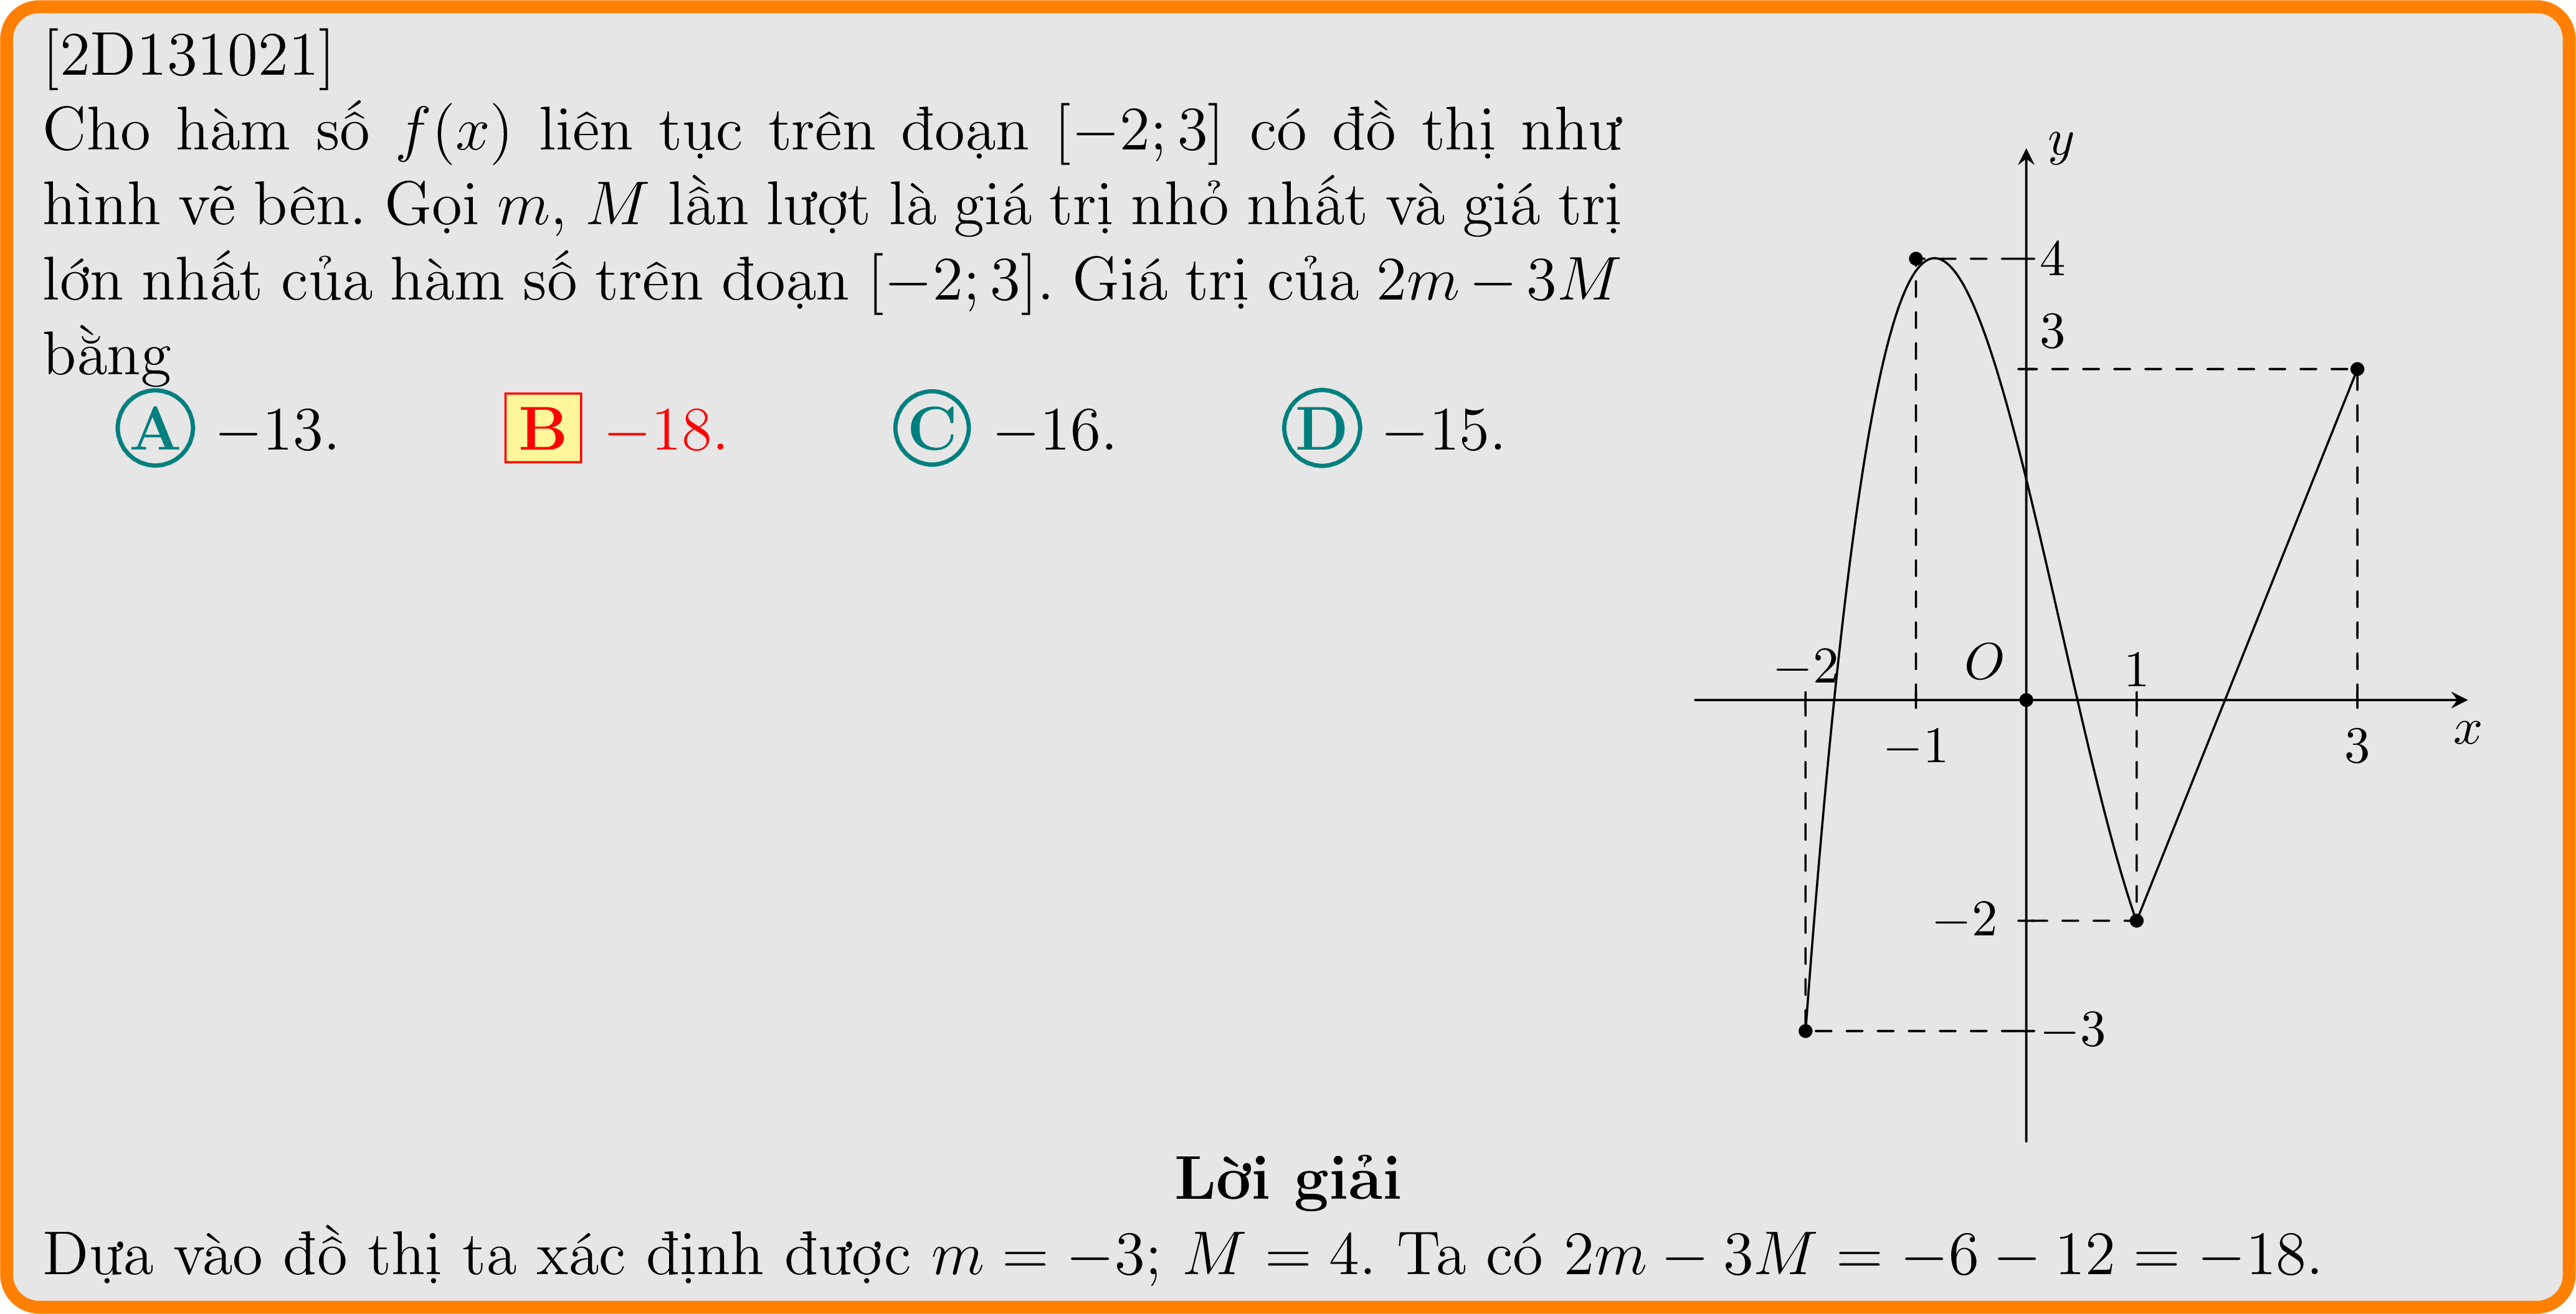 [2D131021]
Cho hàm số f(x) liên tục trên đoạn [−2; 3] có đồ thị như
hình vẽ bên. Gọi m, M lần lượt là giá trị nhỏ nhất và giá trị
lớn nhất của hàm số trên đoạn [−2; 3]. Giá trị của 2m − 3M
bằng
A −13. B −18. C −16. D −15.
y
4
3
−2 O 1
−1 3 x
−2
−3
Lời giải
Dựa vào đồ thị ta xác định được m = −3; M = 4. Ta có 2m − 3M = −6 − 12 = −18.